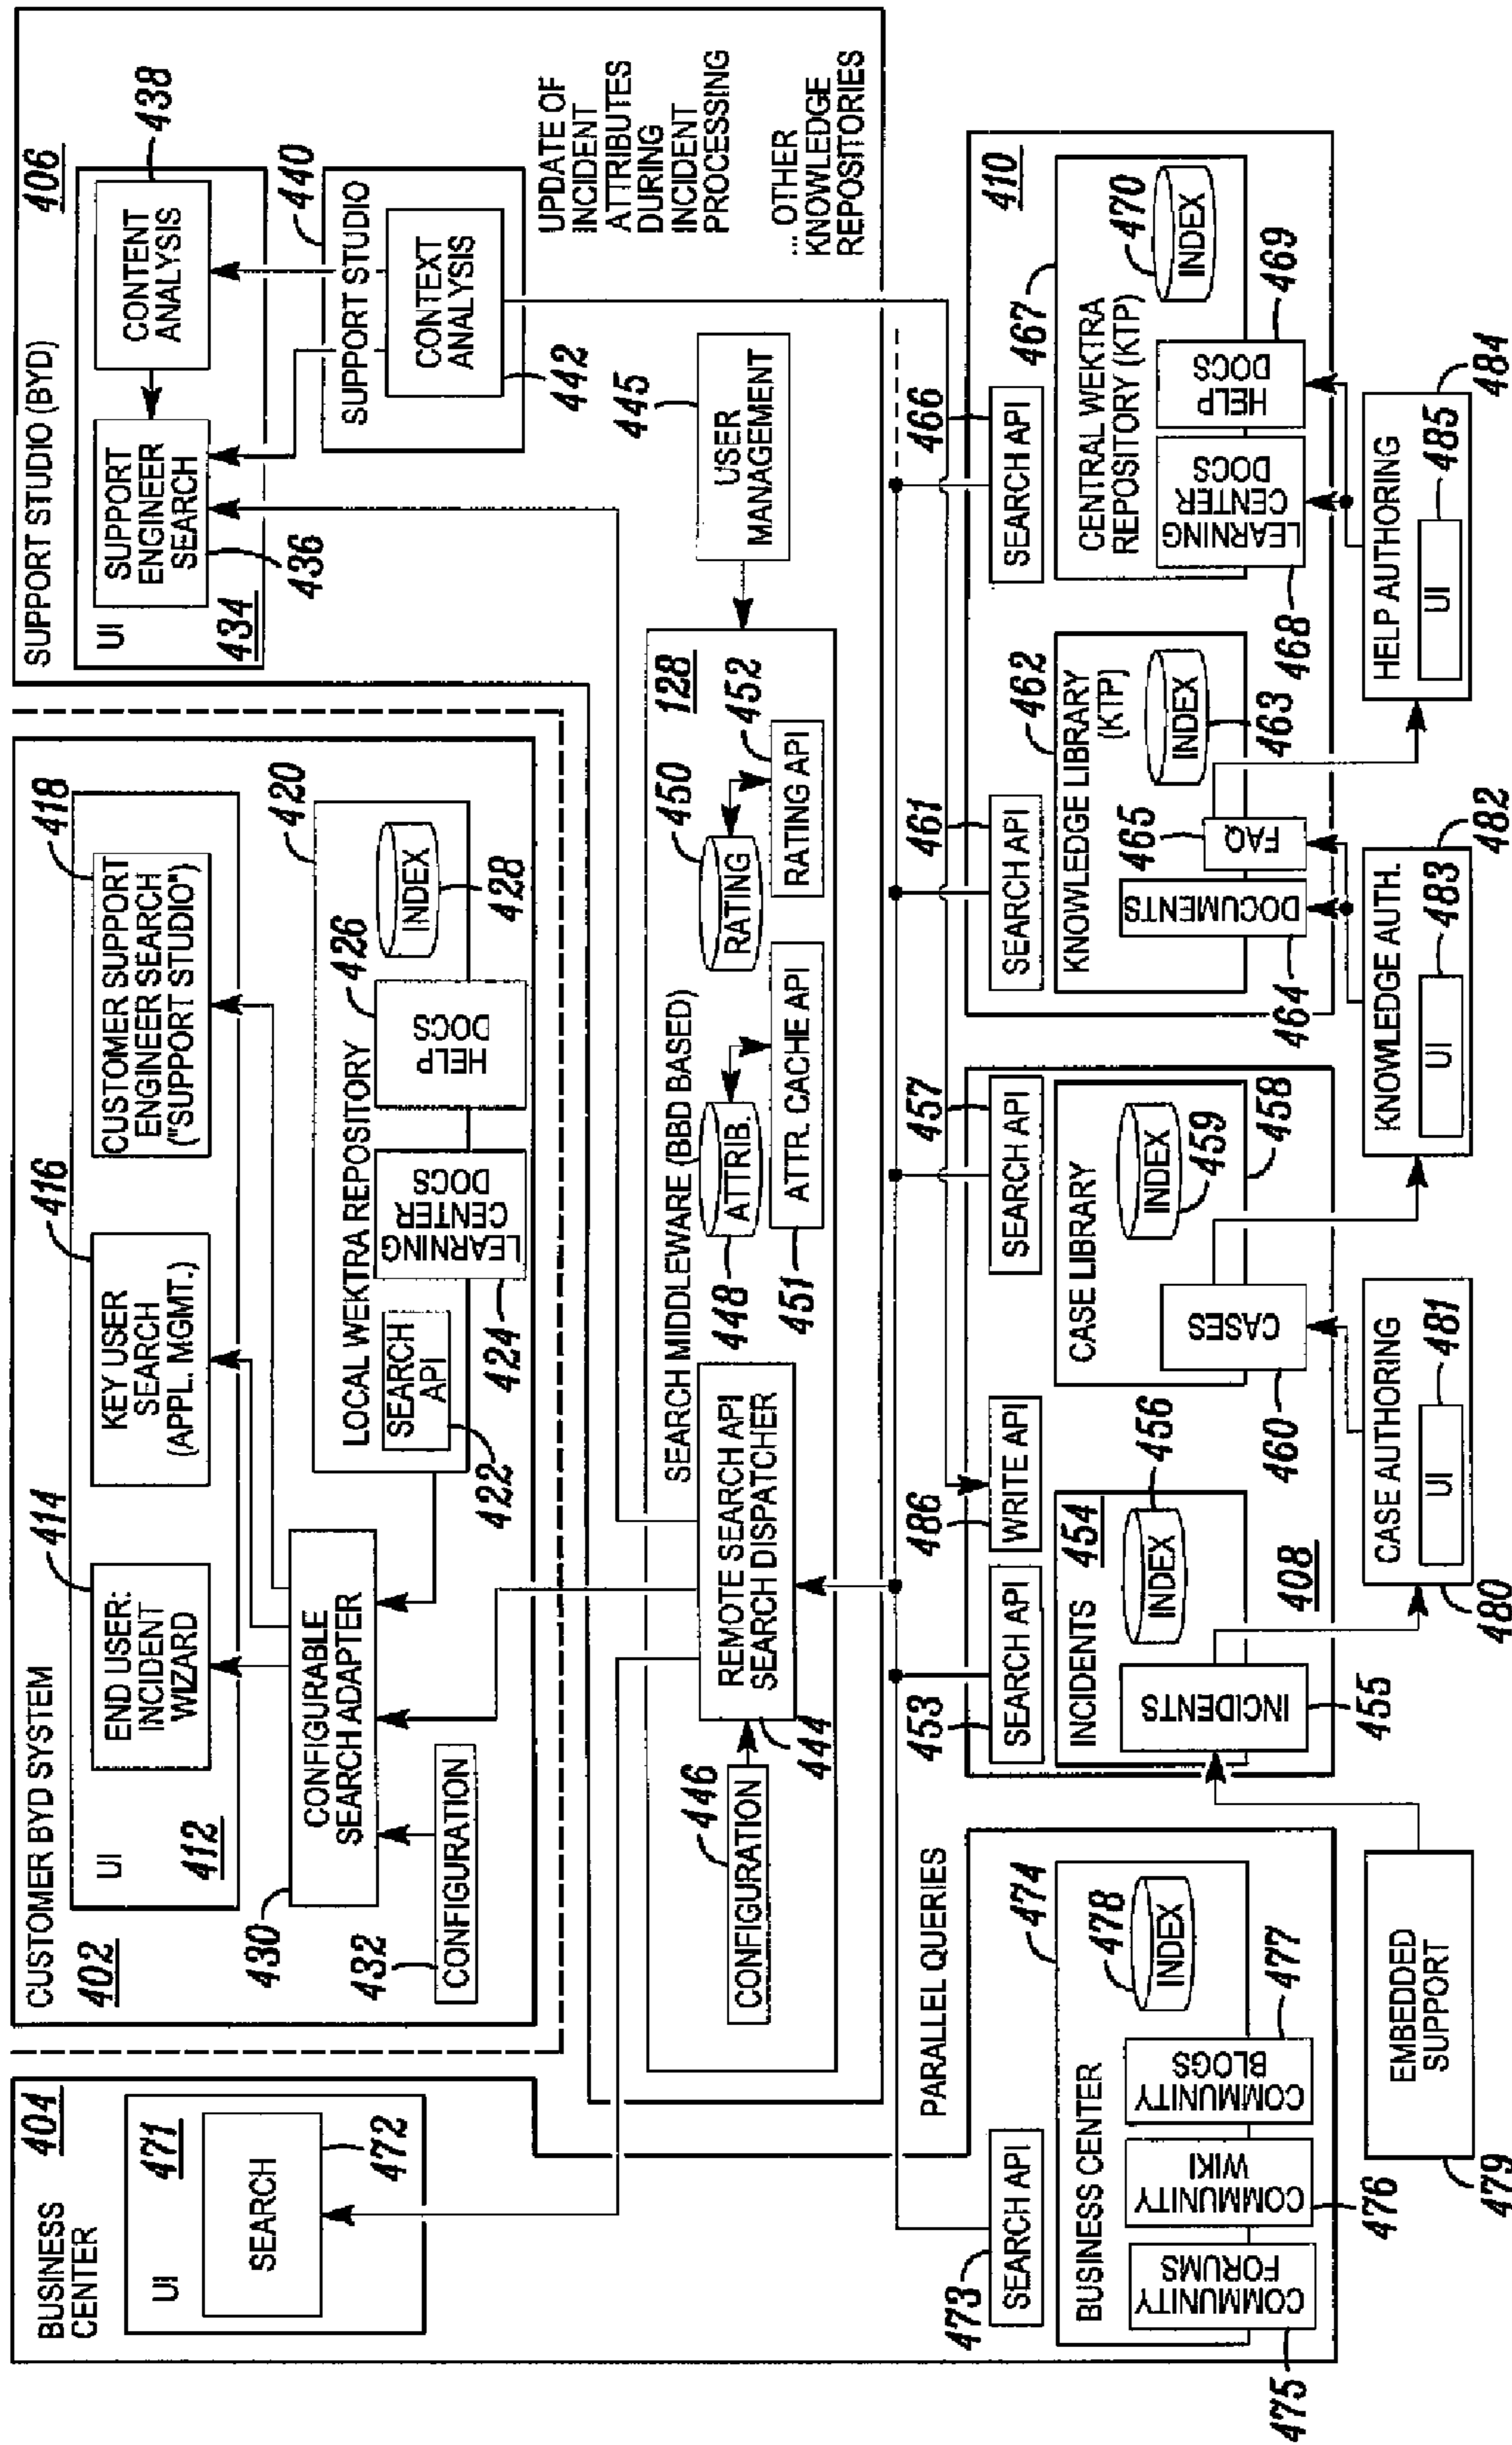 BUSINESS
CENTER
404
UI
471
SEARCH
472
CUSTOMER BYD SYSTEM
402
UI
412
END USER:
INCIDENT
WIZARD
414
KEY USER
SEARCH
(APPL. MGMT.)
416
CUSTOMER SUPPORT
ENGINEER SEARCH
("SUPPORT STUDIO")
418
430
CONFIGURABLE
SEARCH ADAPTER
432
CONFIGURATION
LOCAL WEKTRA REPOSITORY
420
SEARCH
API
422
LEARNING
CENTER
DOCS
424
HELP
DOCS
426
INDEX
428
SUPPORT STUDIO (BYD)
406
UI
434
SUPPORT
ENGINEER
SEARCH
436
CONTENT
ANALYSIS
438
SUPPORT STUDIO
440
CONTEXT
ANALYSIS
442
UPDATE OF
INCIDENT
ATTRIBUTES
DURING
INCIDENT
PROCESSING
... OTHER
KNOWLEDGE
REPOSITORIES
SEARCH MIDDLEWARE (BBD BASED)
128
446
CONFIGURATION
REMOTE SEARCH API
SEARCH DISPATCHER
444
ATTRIB.
448
ATTR. CACHE API
451
RATING
450
RATING API
452
445
USER
MANAGEMENT
PARALLEL QUERIES
473
SEARCH API
BUSINESS CENTER
474
COMMUNITY
FORUMS
475
COMMUNITY
WIKI
476
COMMUNITY
BLOGS
477
INDEX
478
453
SEARCH API
486
WRITE API
INCIDENTS
454
INCIDENTS
455
INDEX
456
408
SEARCH API
457
CASE LIBRARY
458
INDEX
459
CASES
460
SEARCH API
461
KNOWLEDGE LIBRARY
(KTP)
462
INDEX
463
DOCUMENTS
464
FAQ
465
SEARCH API
466
CENTRAL WEKTRA
REPOSITORY (KTP)
467
LEARNING
CENTER
DOCS
468
HELP
DOCS
469
INDEX
470
410
EMBEDDED
SUPPORT
479
CASE AUTHORING
480
UI
481
KNOWLEDGE AUTH.
482
UI
483
HELP AUTHORING
484
UI
485